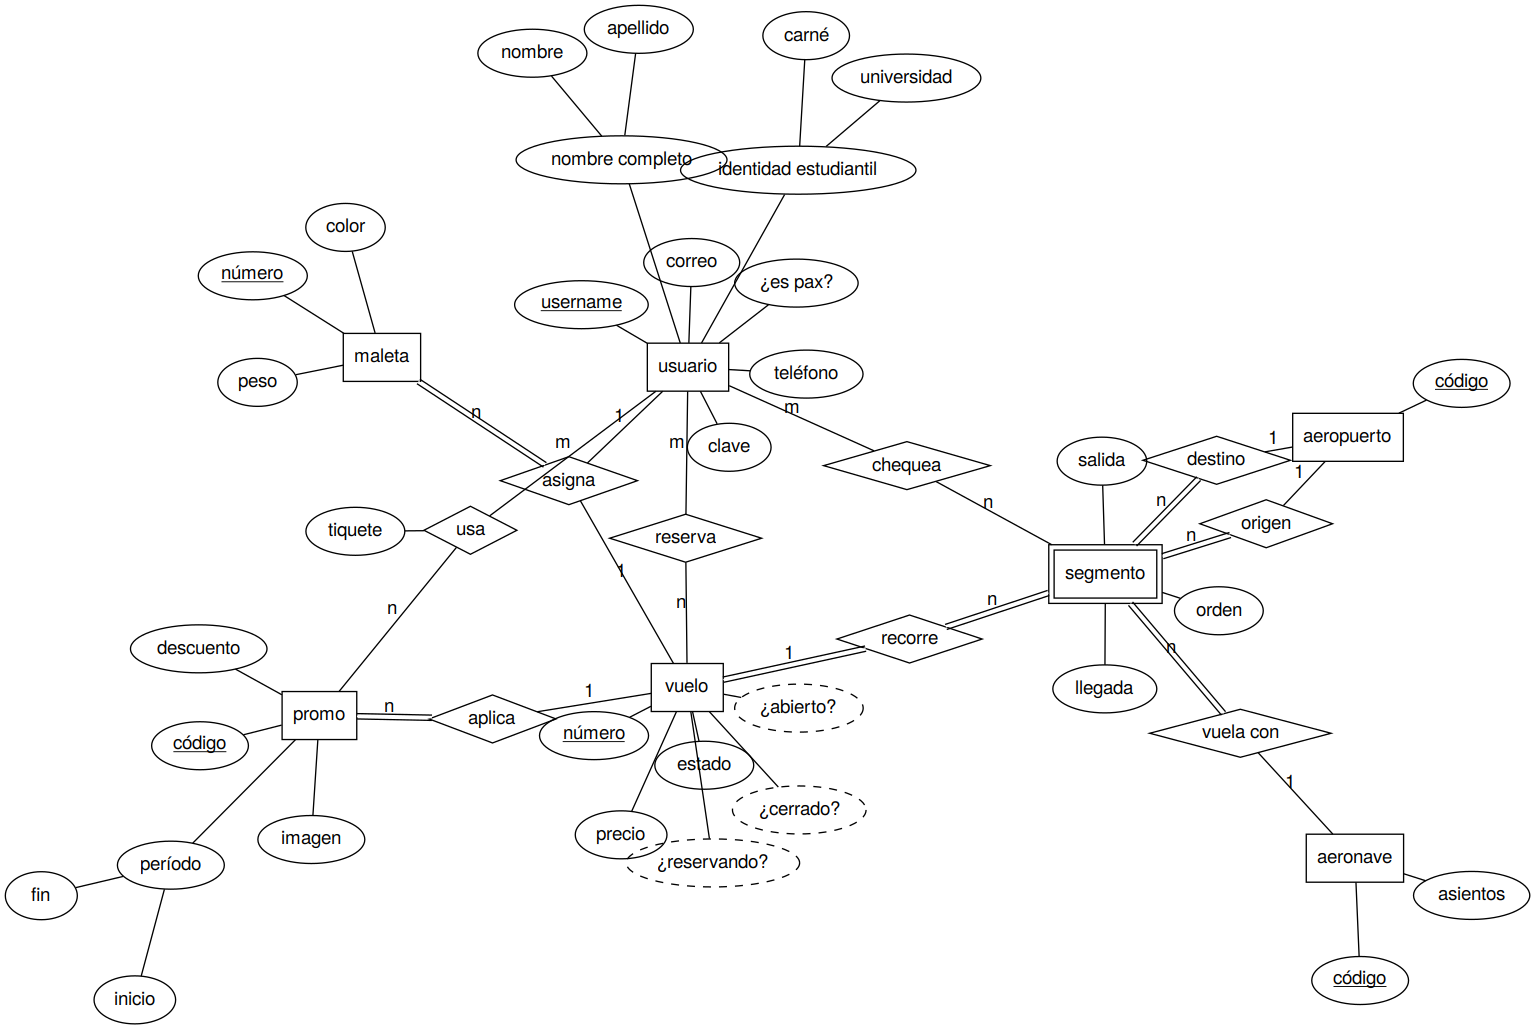 apellido
carné
nombre
universidad
nombre completo
identidad estudiantil
color
correo
número
¿es pax?
username
maleta
usuario
teléfono
peso
código
n
1
m
m
m
clave
aeropuerto
1
chequea
salida
destino
1
asigna
n
n
tiquete
usa
reserva
origen
n
1
segmento
n
n
n
orden
descuento
recorre
n
1
vuelo
llegada
1
¿abierto?
n
promo
aplica
código
número
vuela con
estado
1
¿cerrado?
precio
imagen
período
¿reservando?
aeronave
fin
asientos
código
inicio